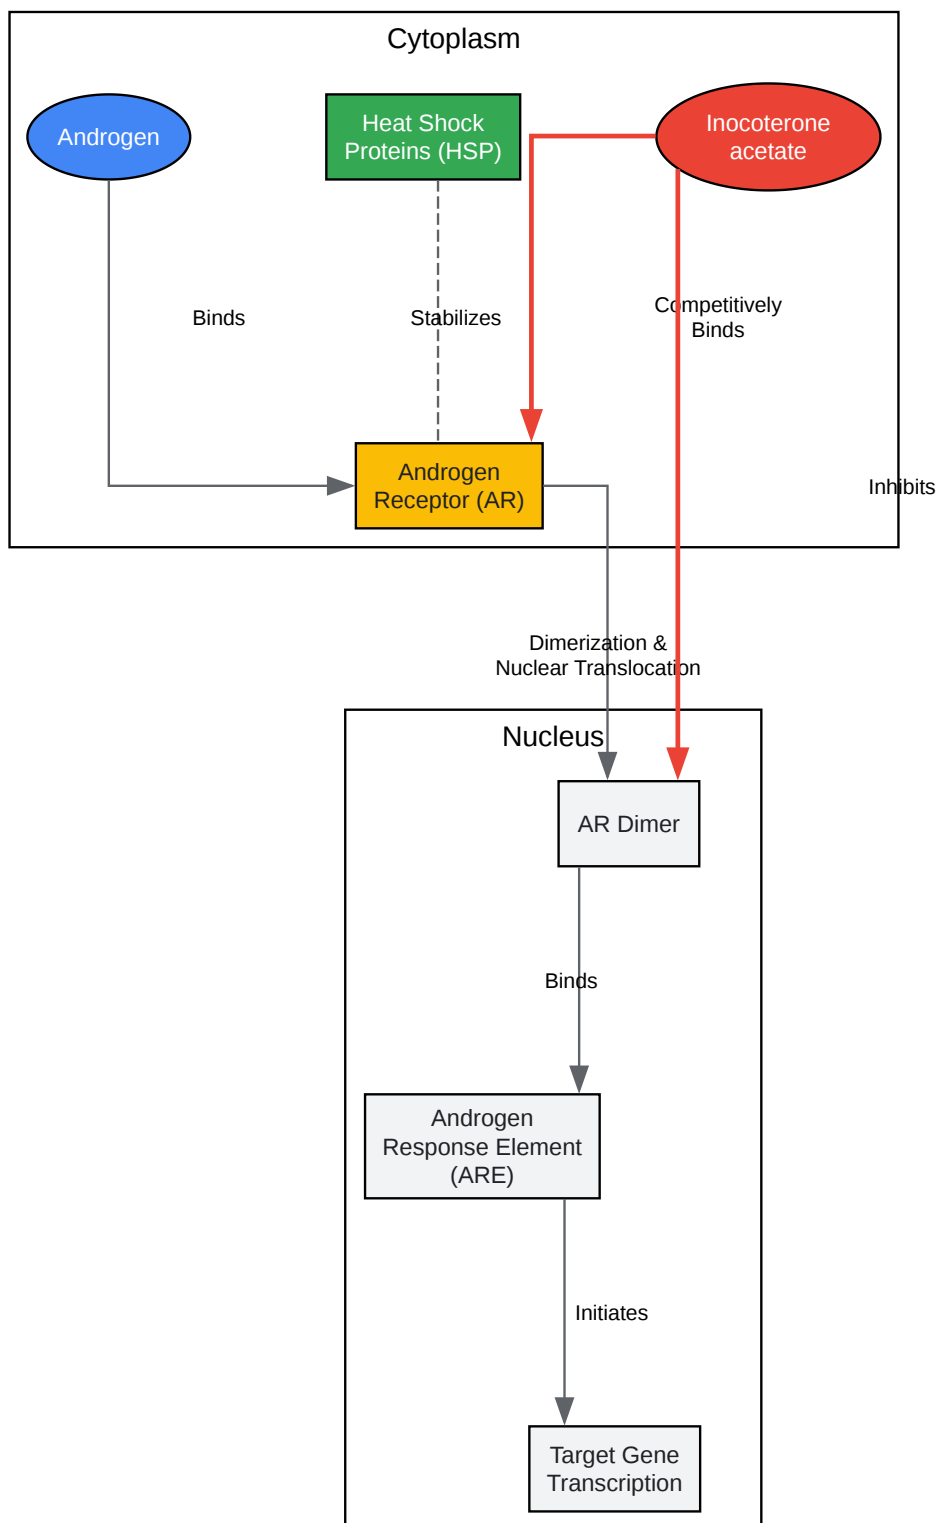 Cytoplasm
Androgen
Heat Shock
Proteins (HSP)
Inocoterone
acetate
Binds
Stabilizes
Competitively
Binds
Androgen
Receptor (AR)
Inhibits
Dimerization &
Nuclear Translocation
Nucleus
AR Dimer
Binds
Androgen
Response Element
(ARE)
Initiates
Target Gene
Transcription